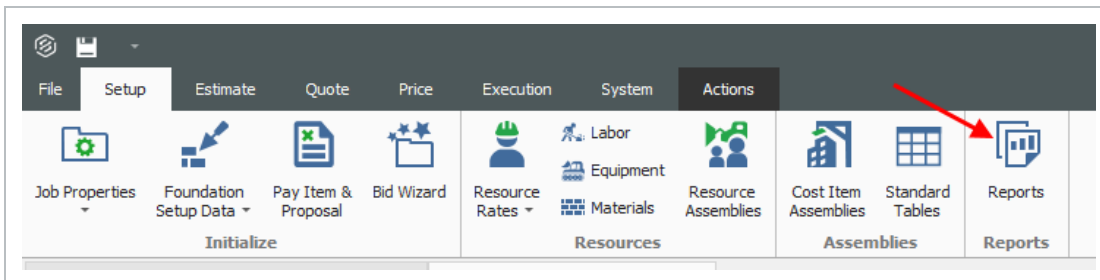 File Setup Estimate Quote Price Execution System Actions
Job Properties
Foundation
Setup Data
Pay Item &
Proposal
Bid Wizard
Resource
Rates
Labor
Equipment
Materials
Resource
Assemblies
Cost Item
Assemblies
Standard
Tables
Reports
Initialize Resources Assemblies Reports